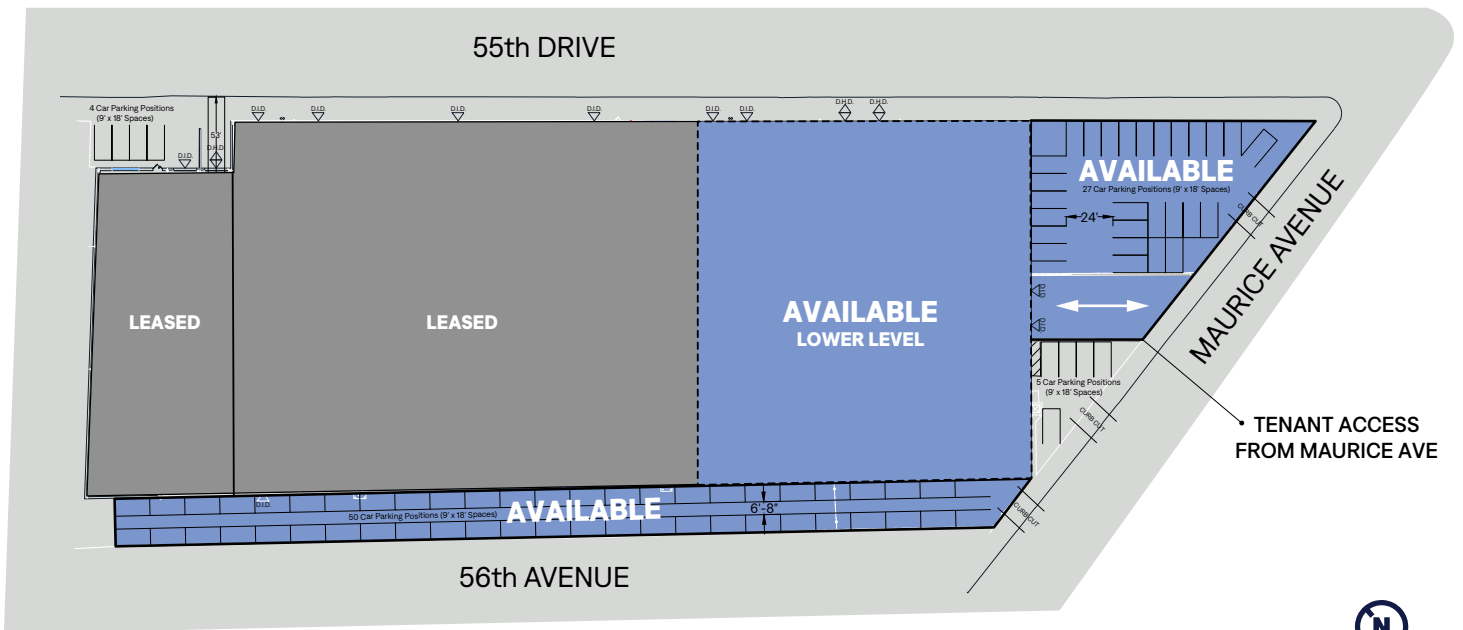 55th DRIVE
4 Car Parking Positions
(9' x 18' Spaces)
D.I.D.
D.I.D.
D.I.D.
D.I.D.
D.I.D.
D.I.D.
D.H.D.
D.H.D.
D.H.D.
D.I.D.
AVAILABLE
27 Car Parking Positions (9' x 18' Spaces)
24'
CURB CUT
MAURICE AVENUE
LEASED
LEASED
AVAILABLE
LOWER LEVEL
5 Car Parking Positions
(9' x 18' Spaces)
CURB CUT
TENANT ACCESS
FROM MAURICE AVE
D.I.D.
50 Car Parking Positions (9' x 18' Spaces)
AVAILABLE
6'-8"
CURB CUT
56th AVENUE
N